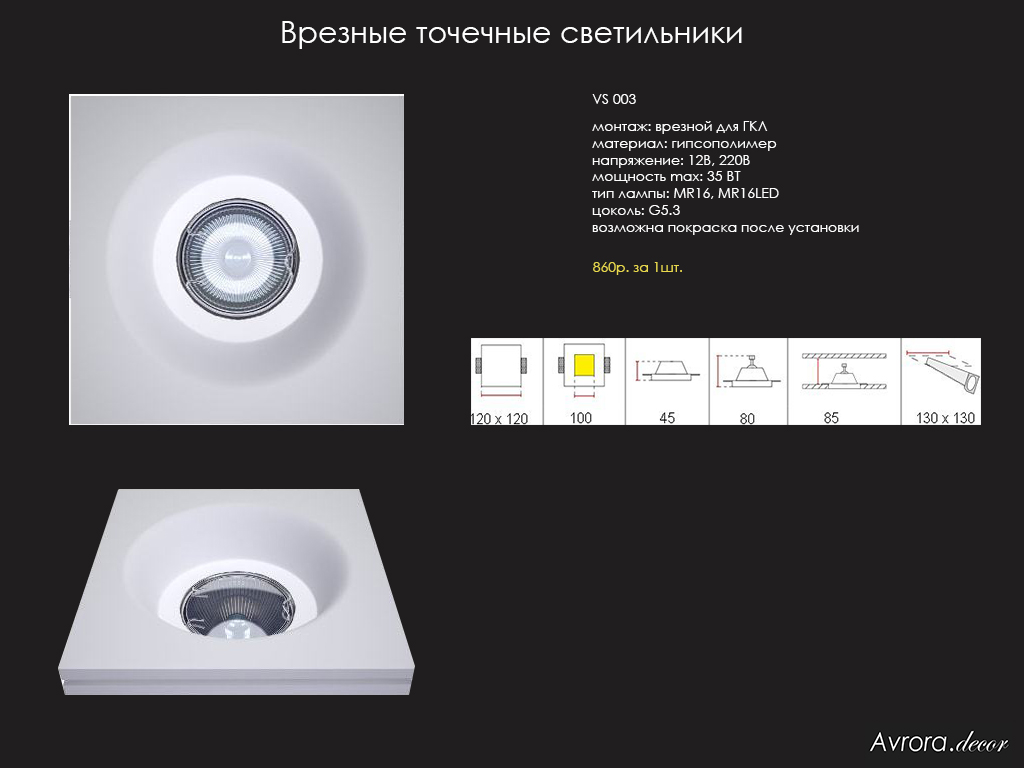 Врезные точечные светильники
VS 003
монтаж: врезной для ГКЛ
материал: гипсополимер
напряжение: 12В, 220В
мощность max: 35 ВТ
тип лампы: MR16, MR16LED
цоколь: G5.3
возможна покраска после установки
860р. за 1шт.
120 x 120 100 45 80 85 130 x 130
Avrora.decor